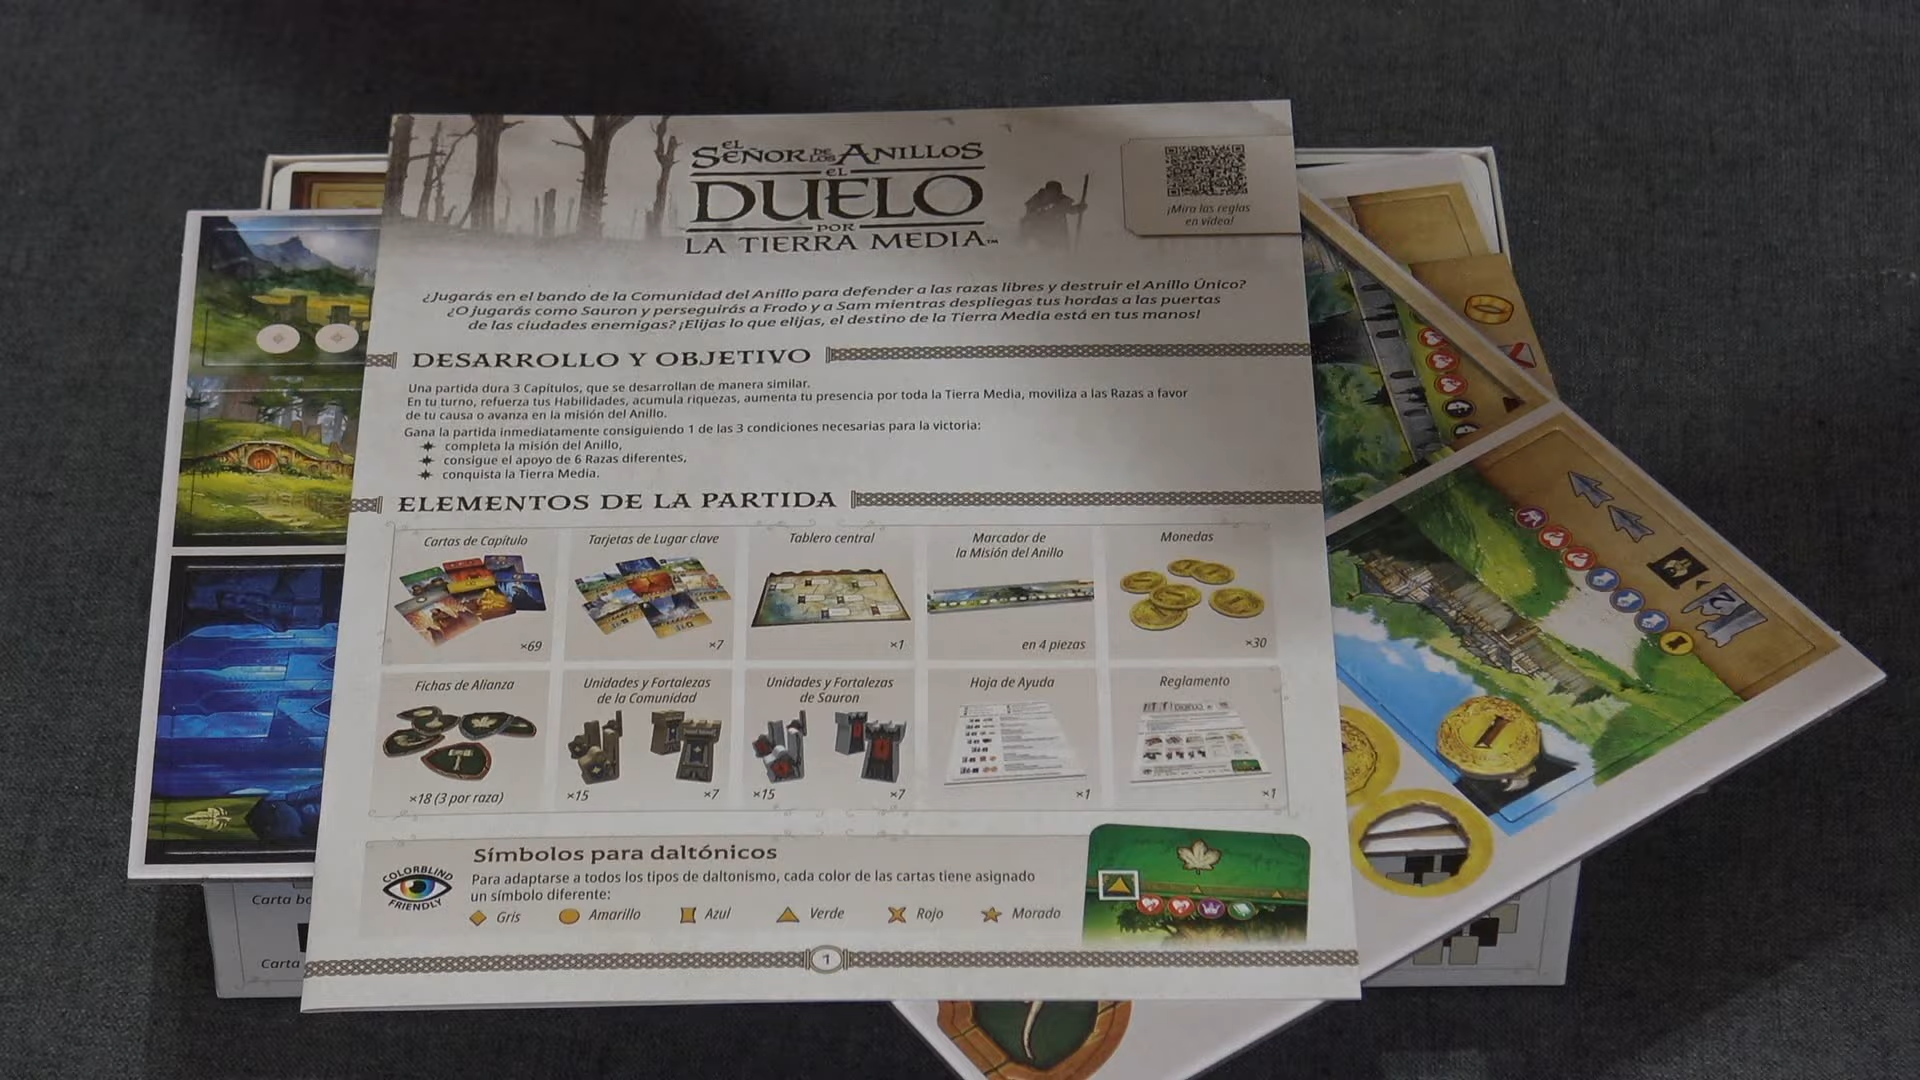 EL
SEÑOR DE LOS ANILLOS
EL
DUELO
POR
LA TIERRA MEDIA™
¡Mira las reglas
en vídeo!
¿Jugarás en el bando de la Comunidad del Anillo para defender a las razas libres y destruir el Anillo Único?
¿O jugarás como Sauron y perseguirás a Frodo y a Sam mientras despliegas tus hordas a las puertas
de las ciudades enemigas? ¡Elijas lo que elijas, el destino de la Tierra Media está en tus manos!
DESARROLLO Y OBJETIVO
Una partida dura 3 Capítulos, que se desarrollan de manera similar.
En tu turno, refuerza tus Habilidades, acumula riquezas, aumenta tu presencia por toda la Tierra Media, moviliza a las Razas a favor
de tu causa o avanza en la misión del Anillo.
Gana la partida inmediatamente consiguiendo 1 de las 3 condiciones necesarias para la victoria:
completa la misión del Anillo,
consigue el apoyo de 6 Razas diferentes,
conquista la Tierra Media.
ELEMENTOS DE LA PARTIDA
Cartas de Capítulo
×69
Tarjetas de Lugar clave
×7
Tablero central
×1
Marcador de
la Misión del Anillo
en 4 piezas
Monedas
×30
Fichas de Alianza
×18 (3 por raza)
Unidades y Fortalezas
de la Comunidad
×15
×7
Unidades y Fortalezas
de Sauron
×15
×7
Hoja de Ayuda
×1
Reglamento
×1
COLORBLIND
FRIENDLY
Símbolos para daltónicos
Para adaptarse a todos los tipos de daltonismo, cada color de las cartas tiene asignado
un símbolo diferente:
Gris
Amarillo
Azul
Verde
Rojo
Morado
1
Carta
Carta
2
1